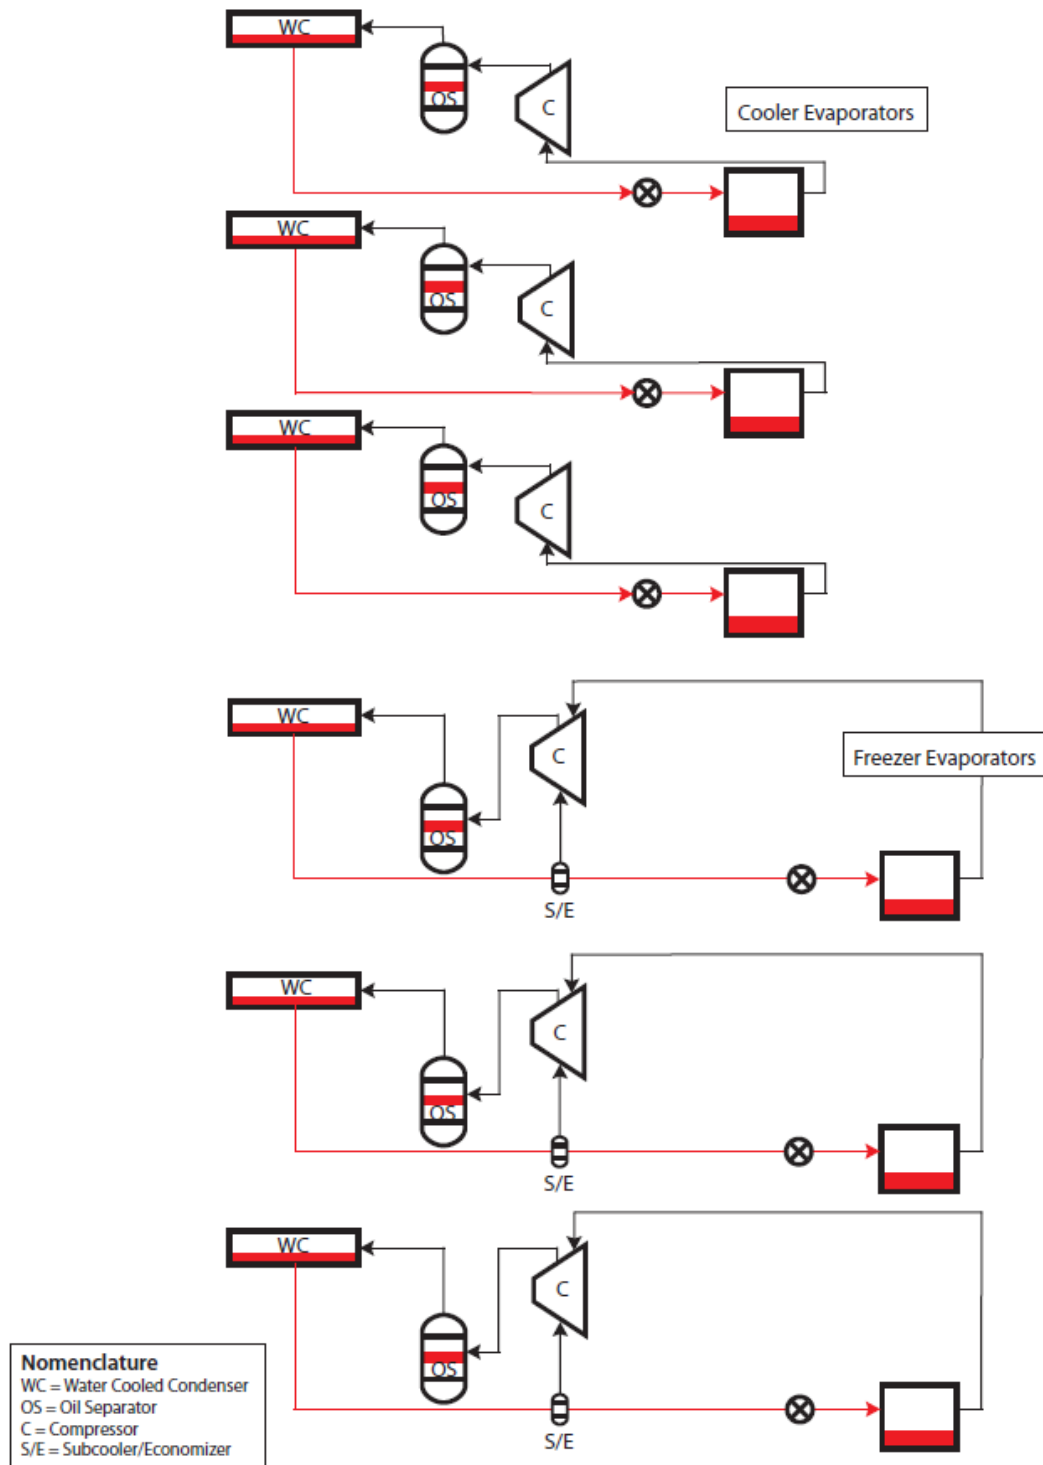 WC
OS
C
Cooler Evaporators
WC
OS
C
WC
OS
C
WC
C
Freezer Evaporators
OS
S/E
WC
C
OS
S/E
WC
C
OS
S/E
Nomenclature
WC = Water Cooled Condenser
OS = Oil Separator
C = Compressor
S/E = Subcooler/Economizer